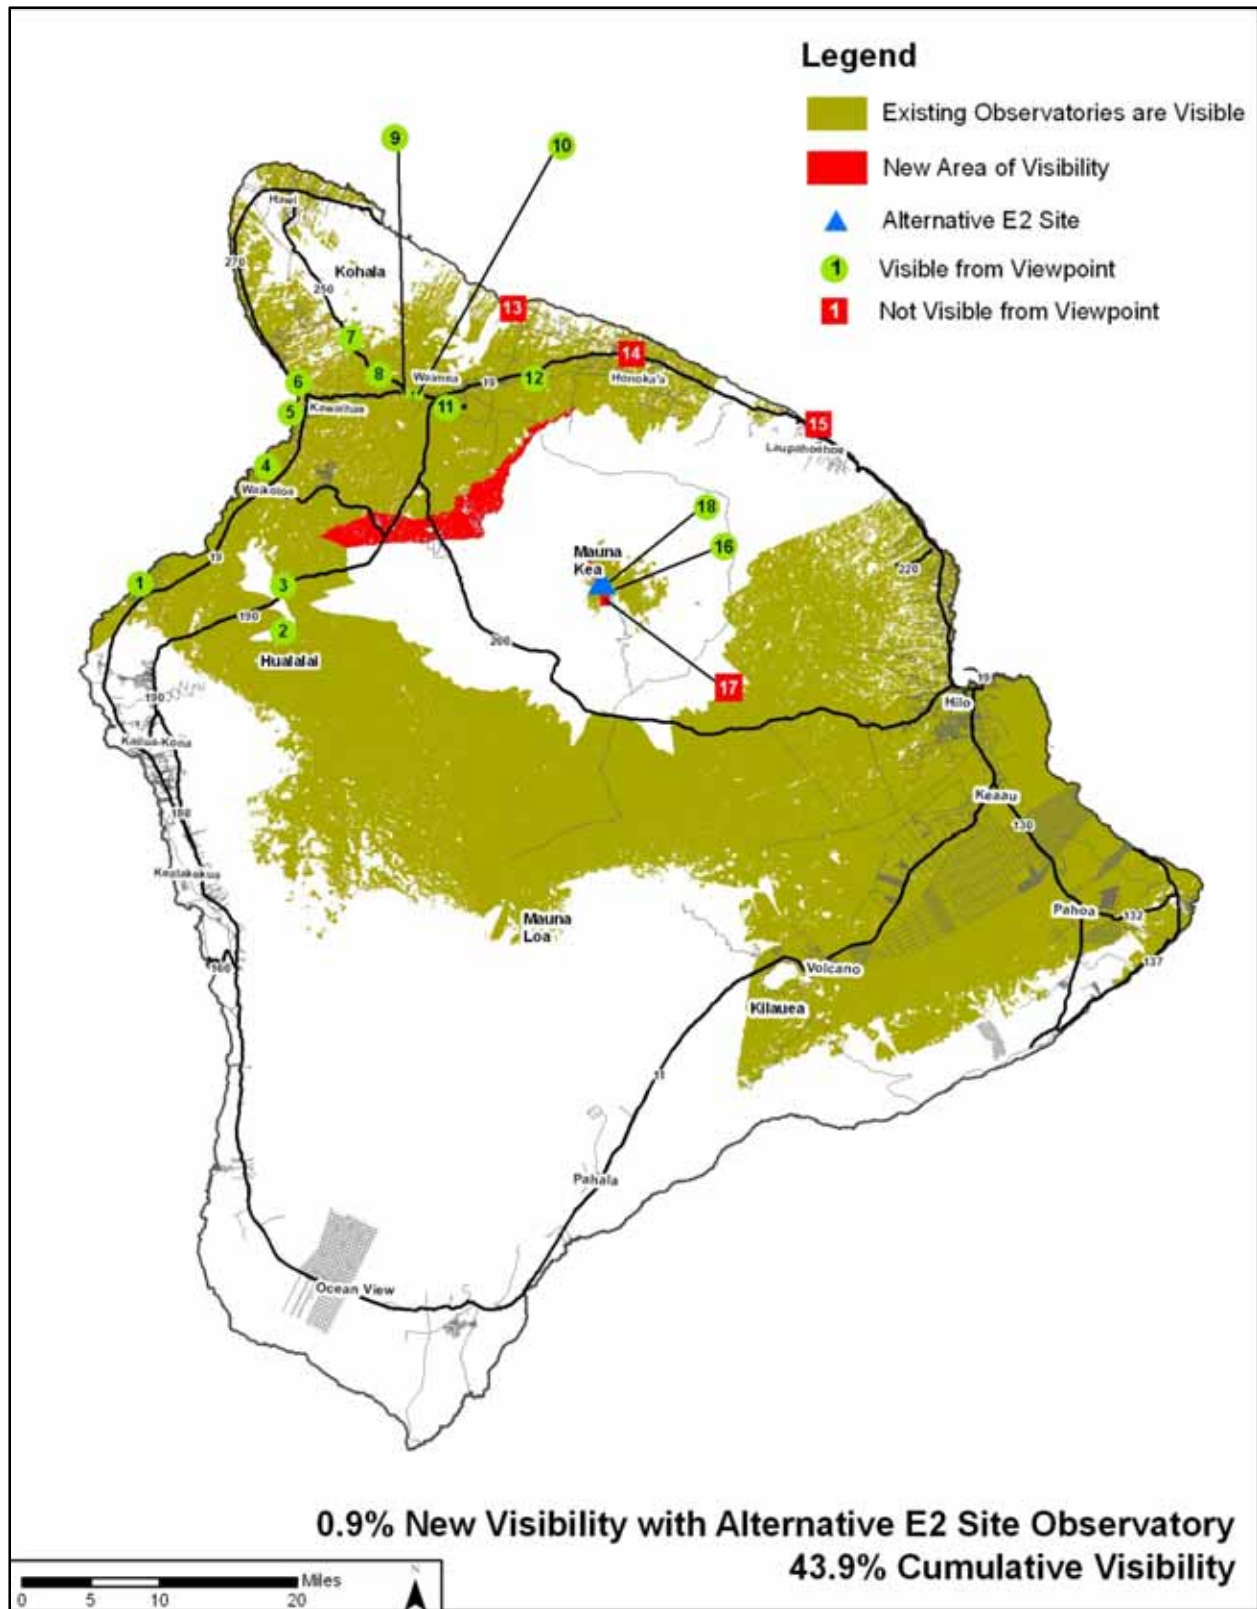 Legend
Existing Observatories are Visible
New Area of Visibility
Alternative E2 Site
1 Visible from Viewpoint
1 Not Visible from Viewpoint
9
10
Hawi
270
Kohala
250
13
7
14
Honoka'a
8
Waimea
19
12
6
5
Kawaihae
11
15
Laupahoehoe
4
Waikoloa
18
16
Mauna
Kea
19
220
1
3
190
2
Hualalai
200
17
Hilo
190
Kailua-Kona
Keaau
130
180
Kealakekua
Mauna
Loa
Pahoa
132
137
160
Volcano
Kilauea
11
Pahala
Ocean View
0.9% New Visibility with Alternative E2 Site Observatory
43.9% Cumulative Visibility
Miles
0 5 10 20
N